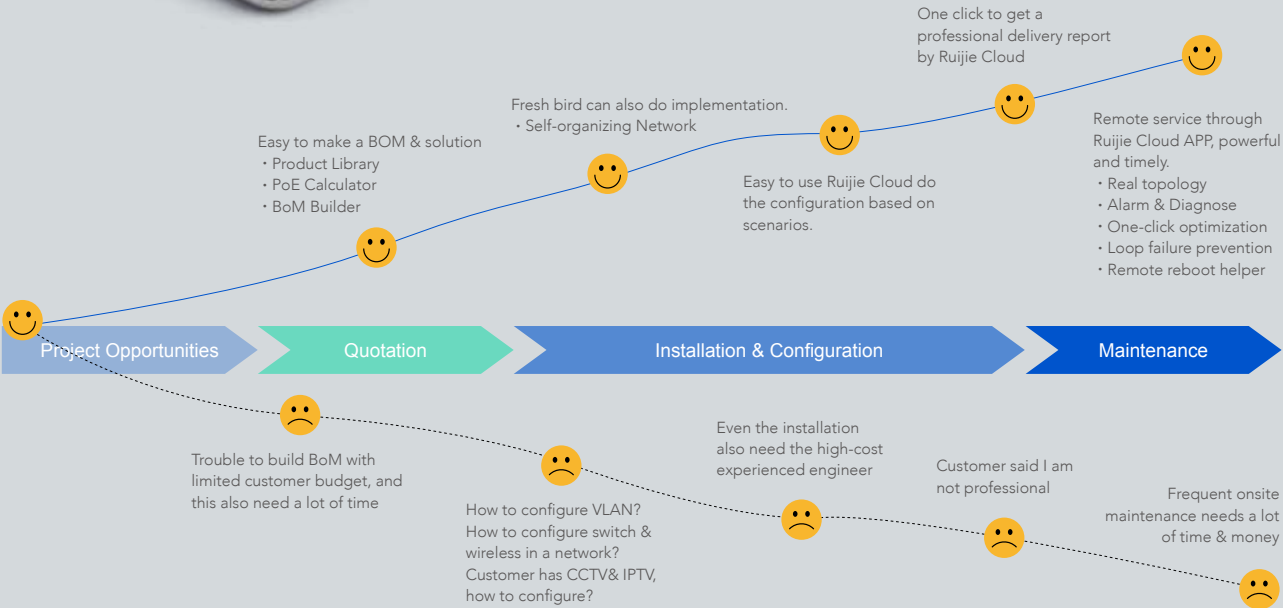 One click to get a
professional delivery report
by Ruijie Cloud
Fresh bird can also do implementation.
· Self-organizing Network
Easy to make a BOM & solution
· Product Library
· PoE Calculator
· BoM Builder
Easy to use Ruijie Cloud do
the configuration based on
scenarios.
Remote service through
Ruijie Cloud APP, powerful
and timely.
· Real topology
· Alarm & Diagnose
· One-click optimization
· Loop failure prevention
· Remote reboot helper
Project Opportunities
Quotation
Installation & Configuration
Maintenance
Trouble to build BoM with
limited customer budget, and
this also need a lot of time
How to configure VLAN?
How to configure switch &
wireless in a network?
Customer has CCTV& IPTV,
how to configure?
Even the installation
also need the high-cost
experienced engineer
Customer said I am
not professional
Frequent onsite
maintenance needs a lot
of time & money